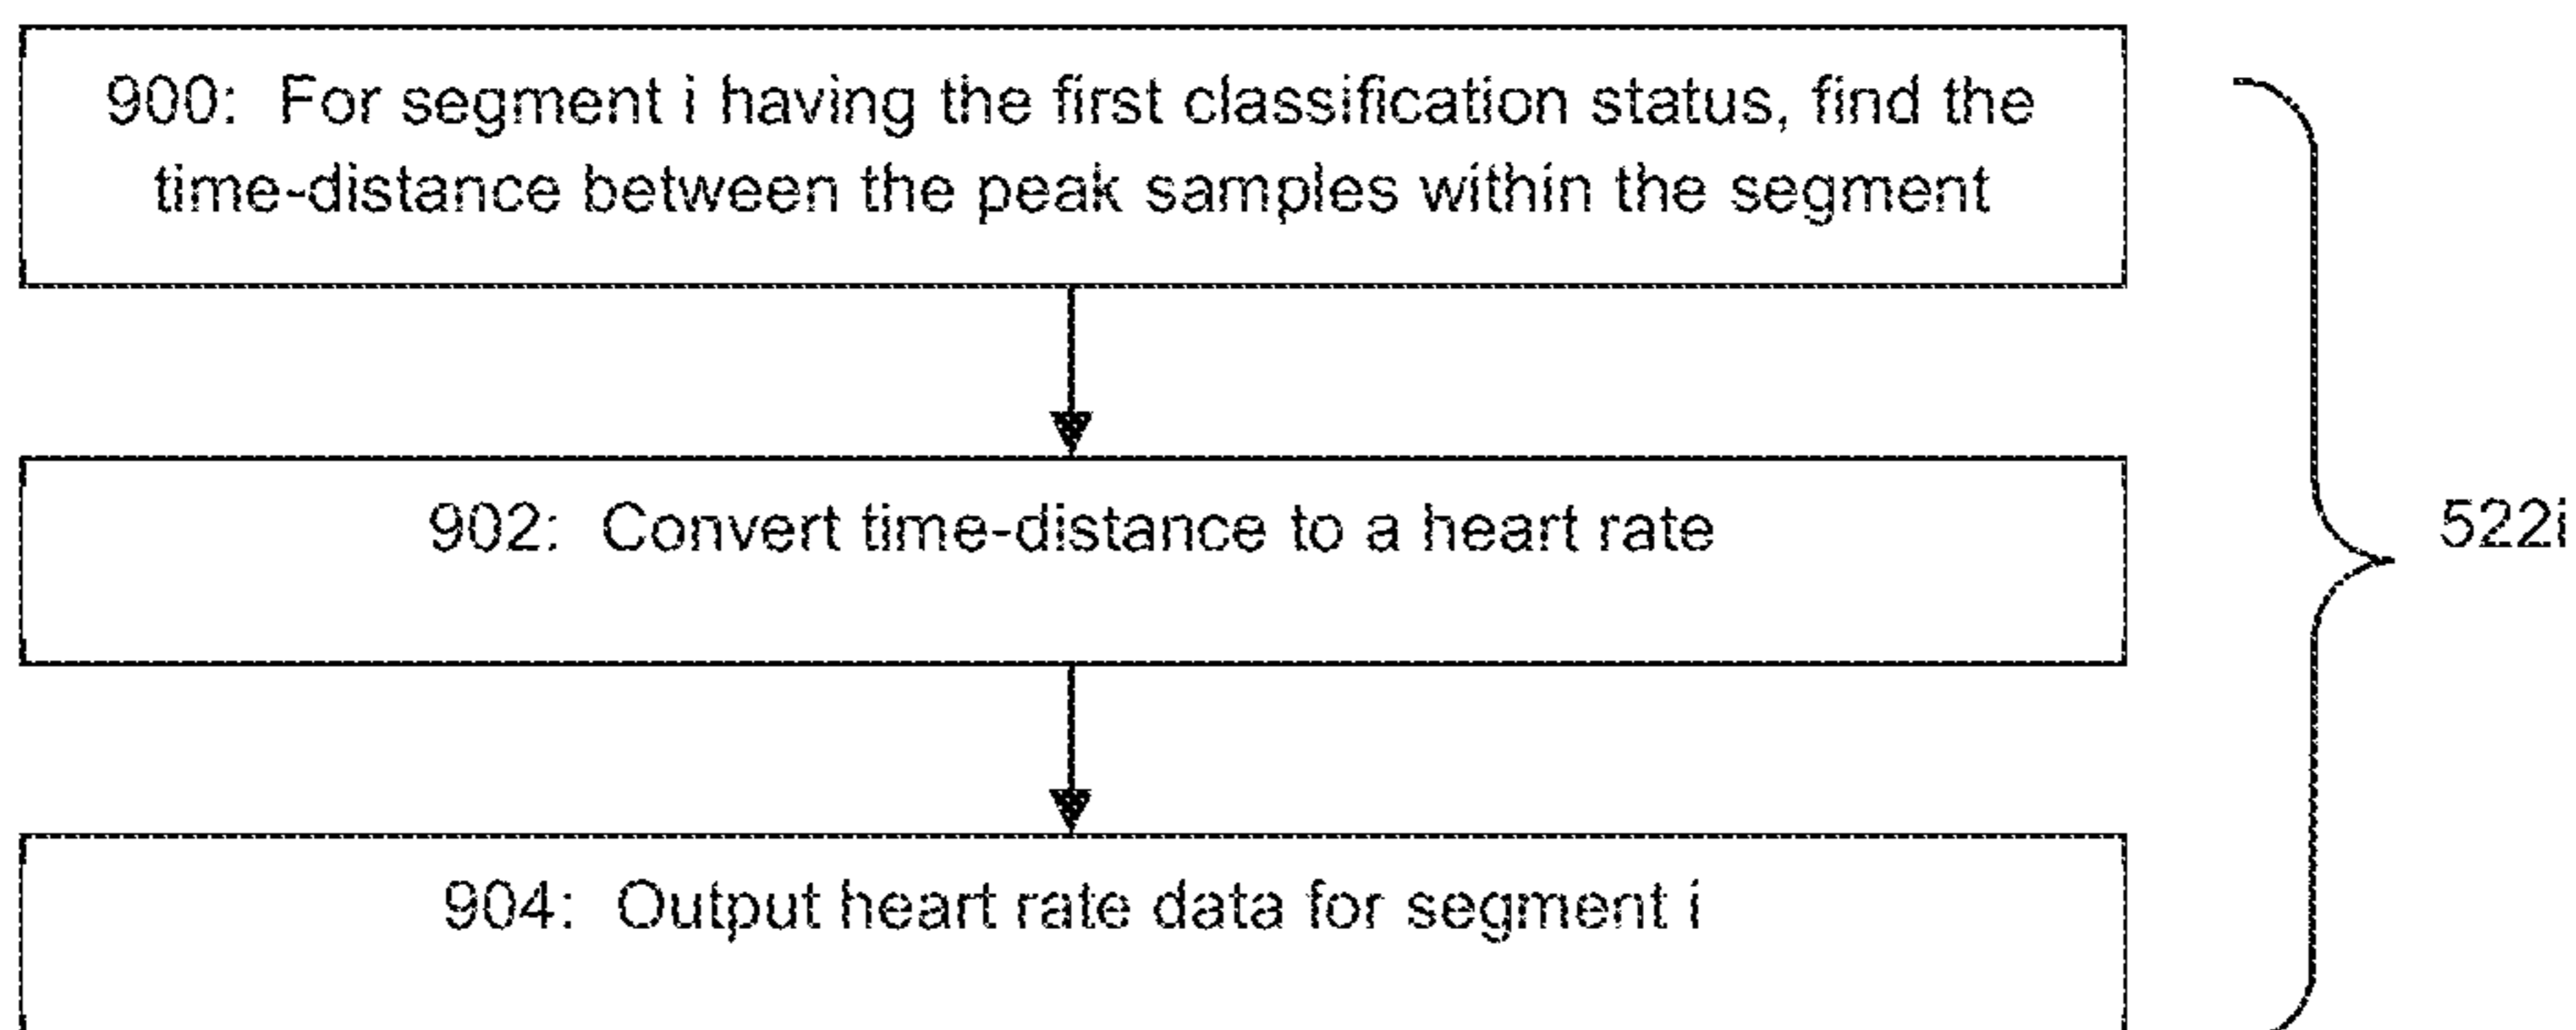 900:  For segment i having the first classification status, find the
time-distance between the peak samples within the segment
902:  Convert time-distance to a heart rate
522i
904:  Output heart rate data for segment i